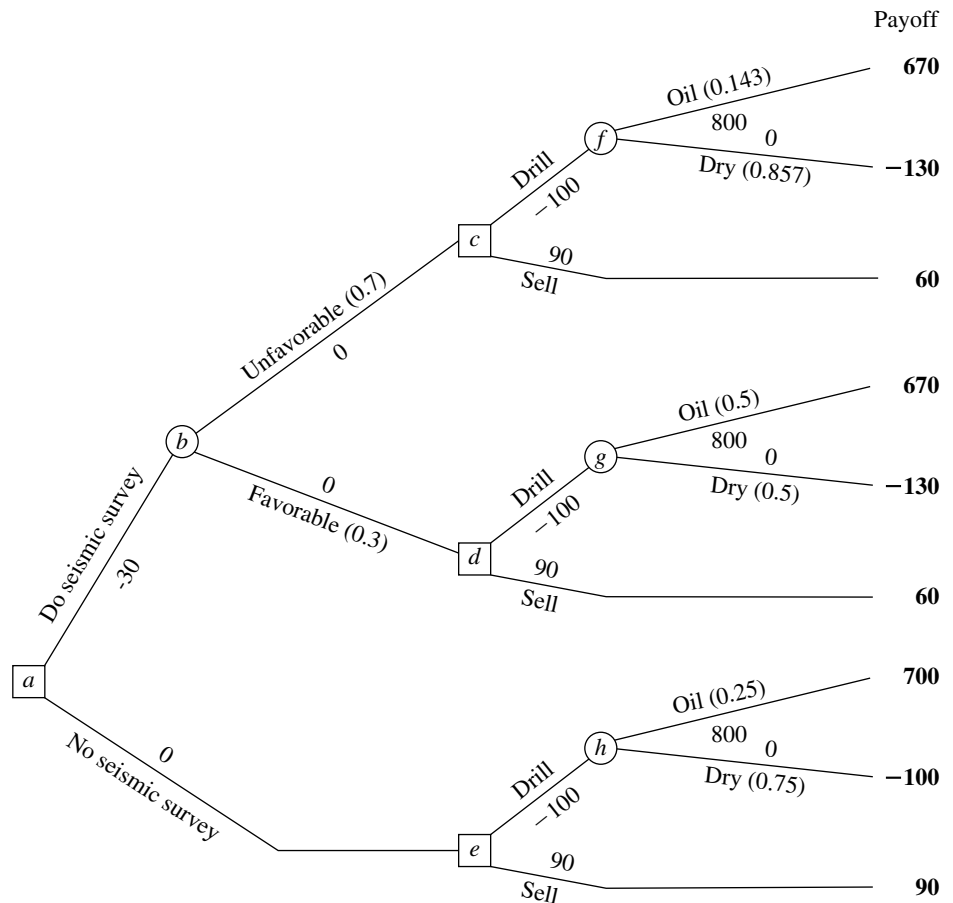 Payoff
670
Oil (0.143)
800
0
f
Dry (0.857)
−130
Drill
−100
c
90
Sell
60
Unfavorable (0.7)
0
670
Oil (0.5)
800
0
g
Dry (0.5)
−130
Drill
−100
b
0
Favorable (0.3)
d
90
Sell
60
Do seismic survey
-30
a
700
Oil (0.25)
800
0
h
Dry (0.75)
−100
Drill
−100
0
No seismic survey
e
90
Sell
90